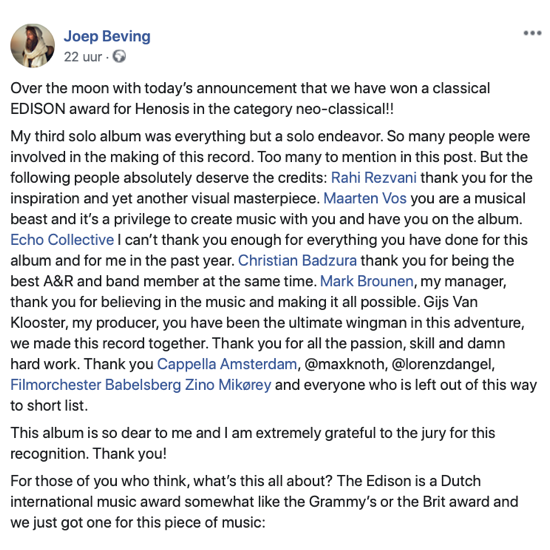 Joep Beving
22 uur ·
Over the moon with today's announcement that we have won a classical
EDISON award for Henosis in the category neo-classical!!
My third solo album was everything but a solo endeavor. So many people were
involved in the making of this record. Too many to mention in this post. But the
following people absolutely deserve the credits: Rahi Rezvani thank you for the
inspiration and yet another visual masterpiece. Maarten Vos you are a musical
beast and it's a privilege to create music with you and have you on the album.
Echo Collective I can't thank you enough for everything you have done for this
album and for me in the past year. Christian Badzura thank you for being the
best A&R and band member at the same time. Mark Brounen, my manager,
thank you for believing in the music and making it all possible. Gijs Van
Klooster, my producer, you have been the ultimate wingman in this adventure,
we made this record together. Thank you for all the passion, skill and damn
hard work. Thank you Cappella Amsterdam, @maxknoth, @lorenzdangel,
Filmorchester Babelsberg Zino Mikørey and everyone who is left out of this way
to short list.
This album is so dear to me and I am extremely grateful to the jury for this
recognition. Thank you!
For those of you who think, what's this all about? The Edison is a Dutch
international music award somewhat like the Grammy's or the Brit award and
we just got one for this piece of music: